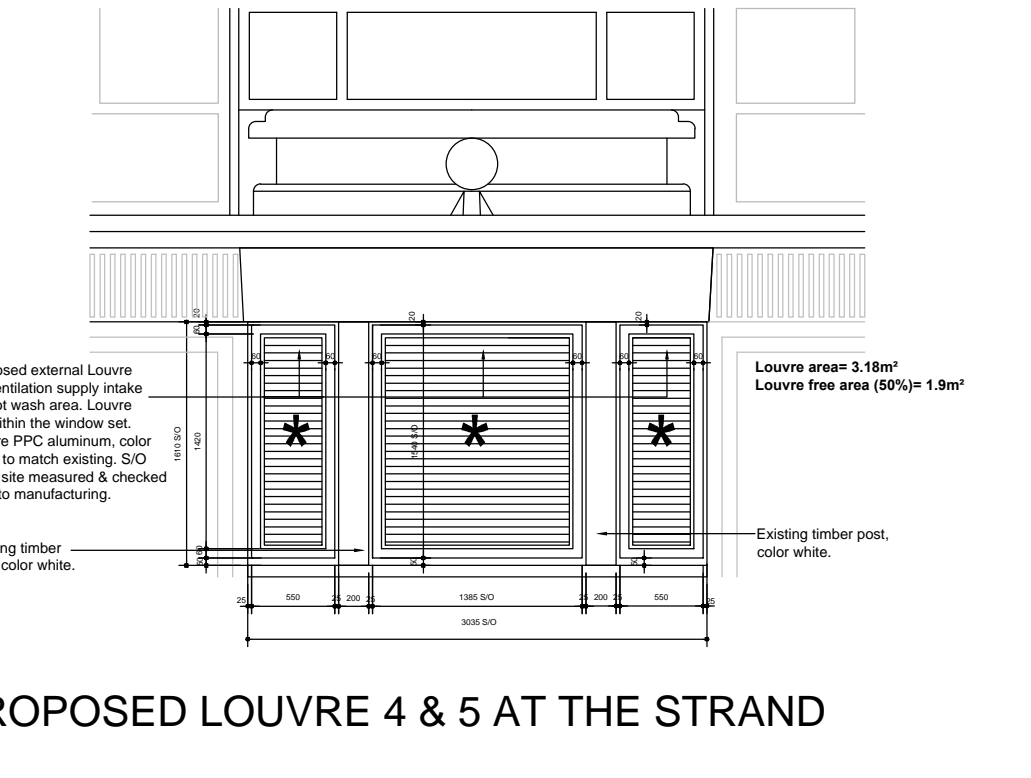 20
60
20
20
60
60
60
60
60
60
osed external Louvre
entilation supply intake
ot wash area. Louvre
ithin the window set.
re PPC aluminum, color
to match existing. S/O
site measured & checked
to manufacturing.
Louvre area= 3.18m²
Louvre free area (50%)= 1.9m²
1610 S/O
1420
1540 S/O
* * *
ng timber
color white.
Existing timber post,
color white.
60
50
50
50
25 550 25 200 25 1385 S/O 25 200 25 550 25
3035 S/O
ROPOSED LOUVRE 4 & 5 AT THE STRAND